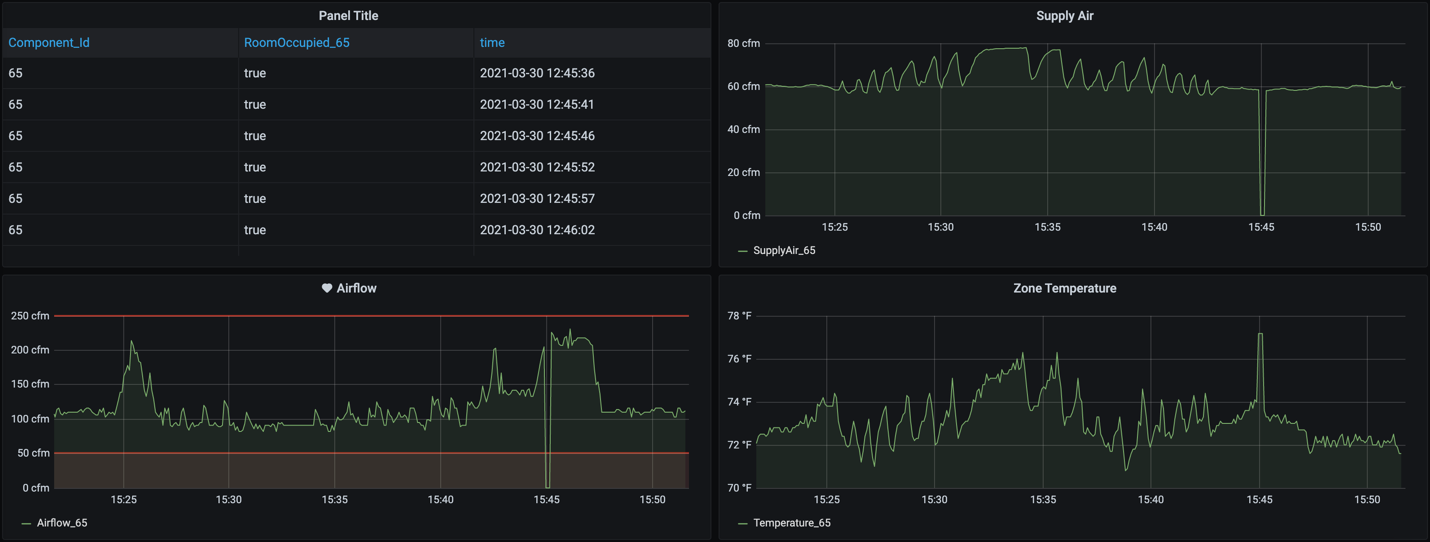 Panel Title
Component_Id RoomOccupied_65 time
65 true 2021-03-30 12:45:36
65 true 2021-03-30 12:45:41
65 true 2021-03-30 12:45:46
65 true 2021-03-30 12:45:52
65 true 2021-03-30 12:45:57
65 true 2021-03-30 12:46:02
Supply Air
80 cfm
60 cfm
40 cfm
20 cfm
0 cfm
15:25 15:30 15:35 15:40 15:45 15:50
SupplyAir_65
Airflow
250 cfm
200 cfm
150 cfm
100 cfm
50 cfm
0 cfm
15:25 15:30 15:35 15:40 15:45 15:50
Airflow_65
Zone Temperature
78 °F
76 °F
74 °F
72 °F
70 °F
15:25 15:30 15:35 15:40 15:45 15:50
Temperature_65